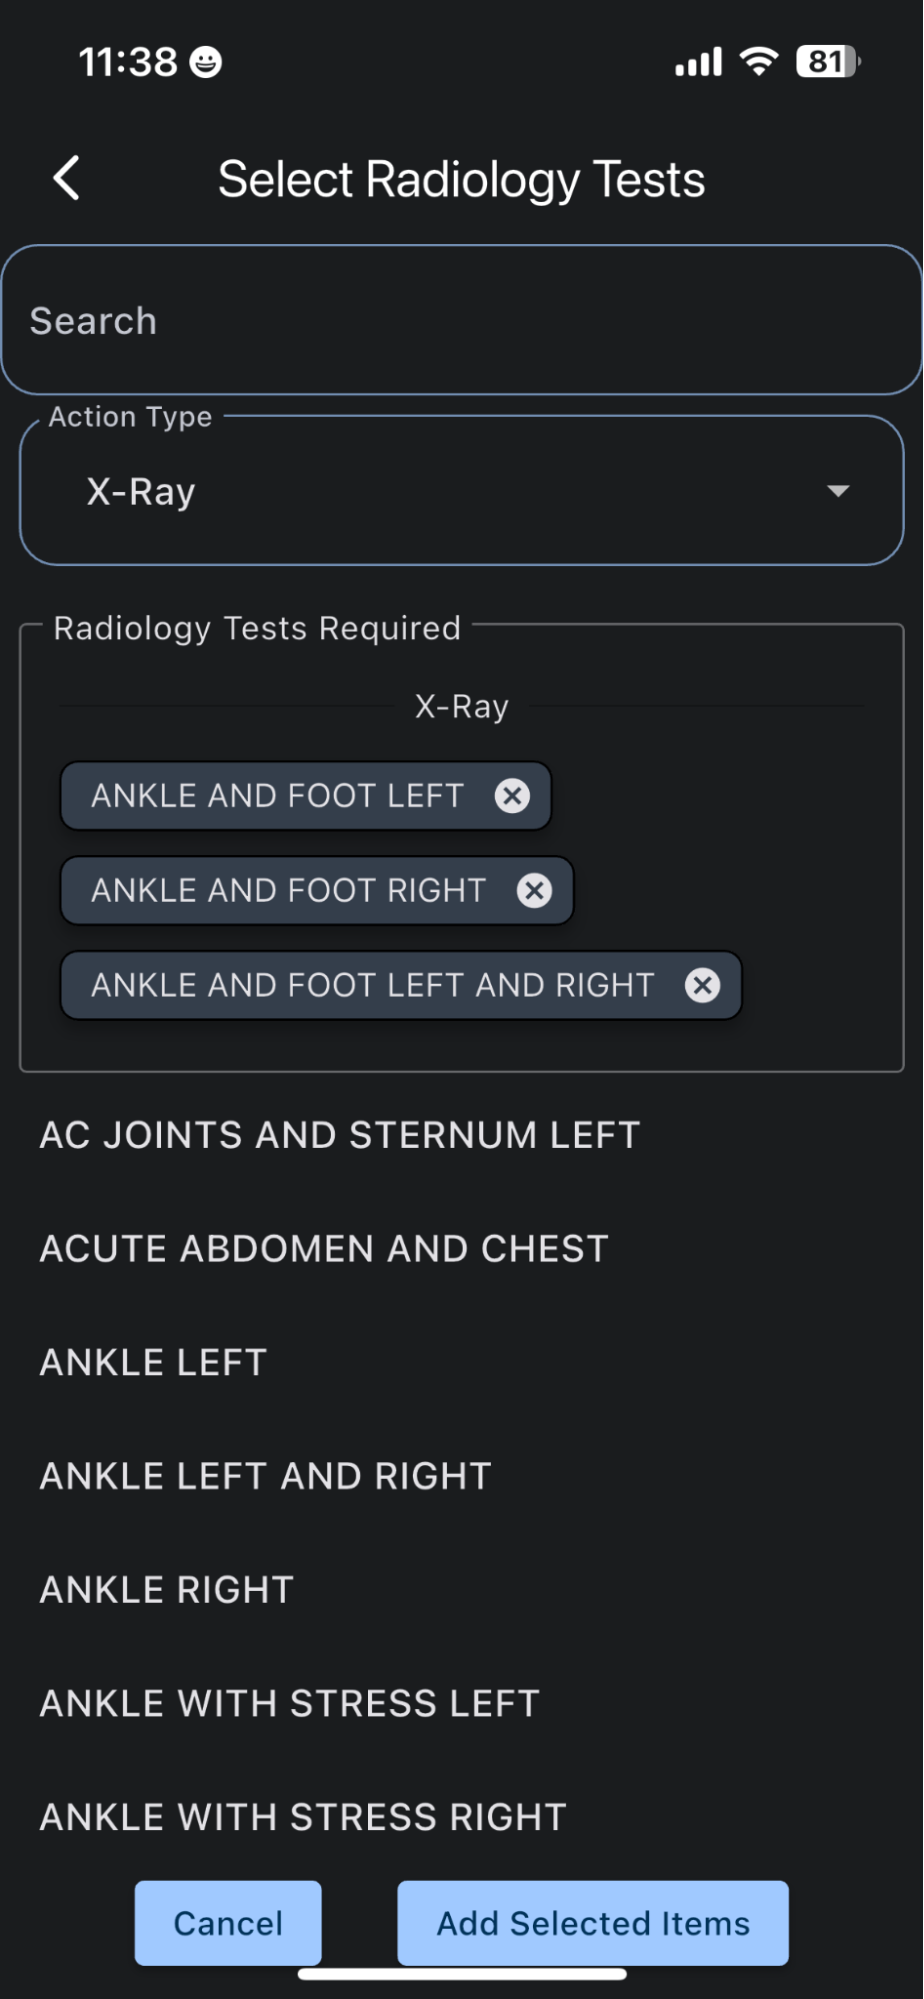 11:38
81
Select Radiology Tests
Search
Action Type
X-Ray
Radiology Tests Required
X-Ray
ANKLE AND FOOT LEFT
ANKLE AND FOOT RIGHT
ANKLE AND FOOT LEFT AND RIGHT
AC JOINTS AND STERNUM LEFT
ACUTE ABDOMEN AND CHEST
ANKLE LEFT
ANKLE LEFT AND RIGHT
ANKLE RIGHT
ANKLE WITH STRESS LEFT
ANKLE WITH STRESS RIGHT
Cancel
Add Selected Items